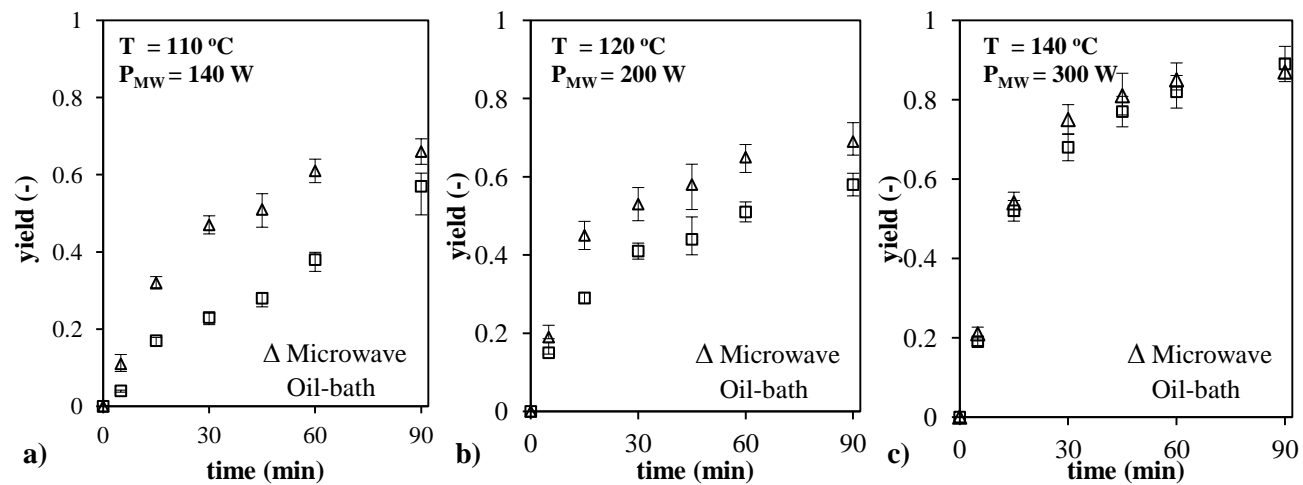 1
0.8
0.6
0.4
0.2
0
yield (-)
T = 110 ºC
P_MW = 140 W
Δ Microwave
Oil-bath
0 30 60 90
time (min)
a)
1
0.8
0.6
0.4
0.2
0
yield (-)
T = 120 ºC
P_MW = 200 W
Δ Microwave
Oil-bath
0 30 60 90
time (min)
b)
1
0.8
0.6
0.4
0.2
0
yield (-)
T = 140 ºC
P_MW = 300 W
Δ Microwave
Oil-bath
0 30 60 90
time (min)
c)